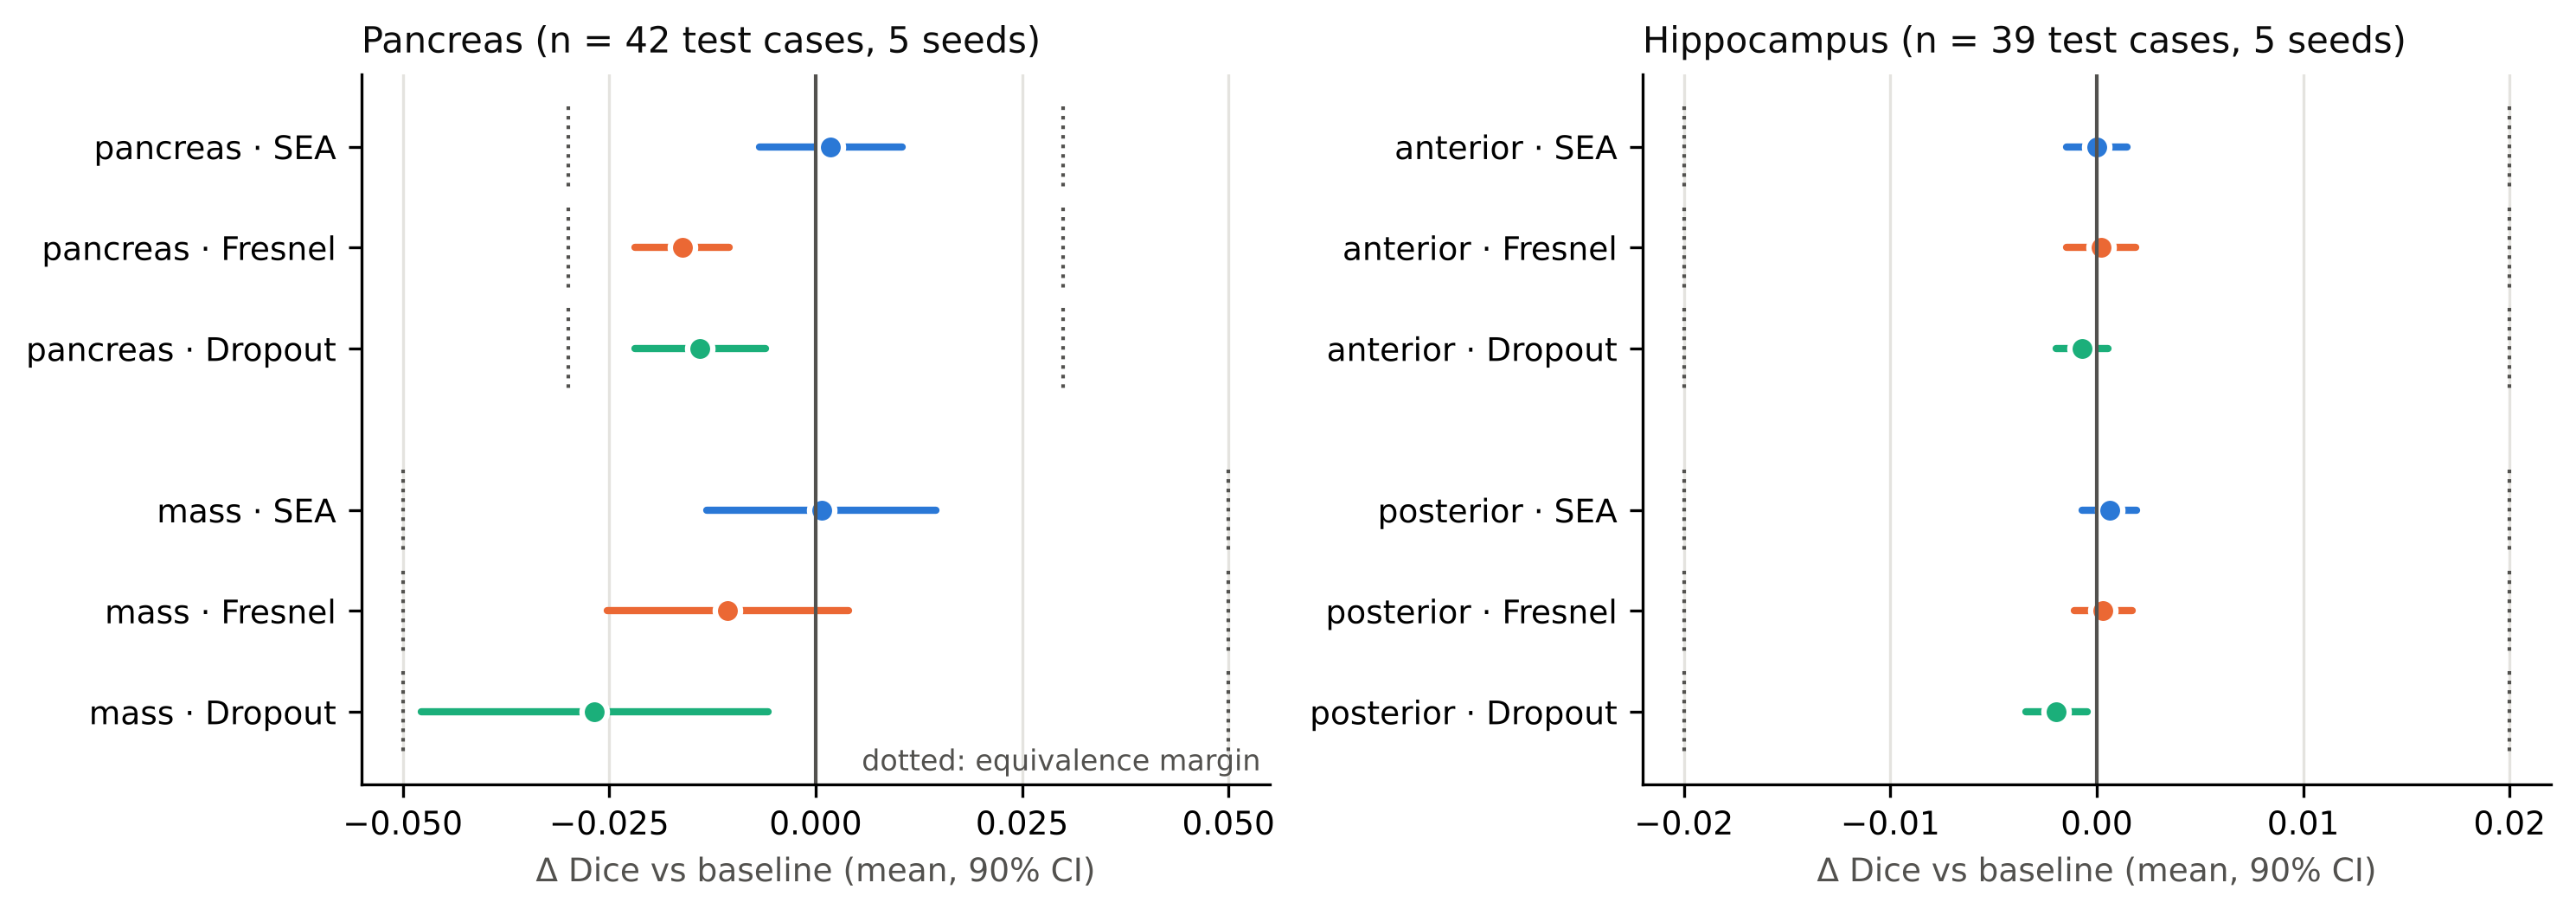 Pancreas (n = 42 test cases, 5 seeds)
pancreas · SEA
pancreas · Fresnel
pancreas · Dropout
mass · SEA
mass · Fresnel
mass · Dropout
dotted: equivalence margin
−0.050 −0.025 0.000 0.025 0.050
Δ Dice vs baseline (mean, 90% CI)
Hippocampus (n = 39 test cases, 5 seeds)
anterior · SEA
anterior · Fresnel
anterior · Dropout
posterior · SEA
posterior · Fresnel
posterior · Dropout
−0.02 −0.01 0.00 0.01 0.02
Δ Dice vs baseline (mean, 90% CI)